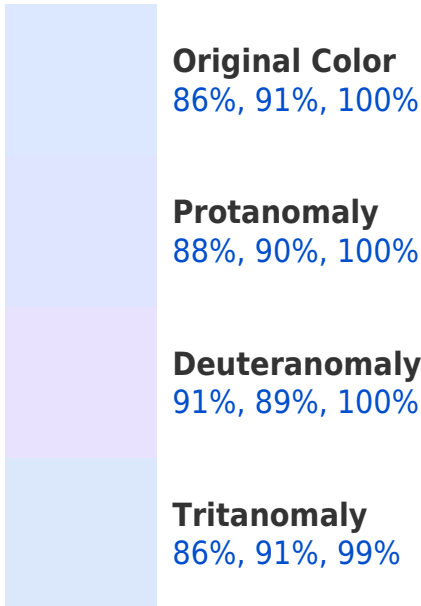 Original Color
86%, 91%, 100%
Protanomaly
88%, 90%, 100%
Deuteranomaly
91%, 89%, 100%
Tritanomaly
86%, 91%, 99%